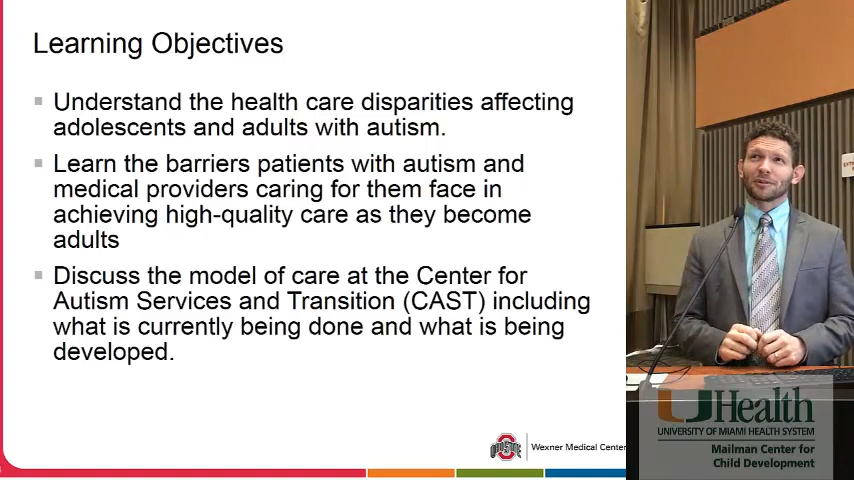 Learning Objectives
Understand the health care disparities affecting
adolescents and adults with autism.
Learn the barriers patients with autism and
medical providers caring for them face in
achieving high-quality care as they become
adults
Discuss the model of care at the Center for
Autism Services and Transition (CAST) including
what is currently being done and what is being
developed.
Wexner Medical Center
UHealth
UNIVERSITY OF MIAMI HEALTH SYSTEM
Mailman Center for
Child Development